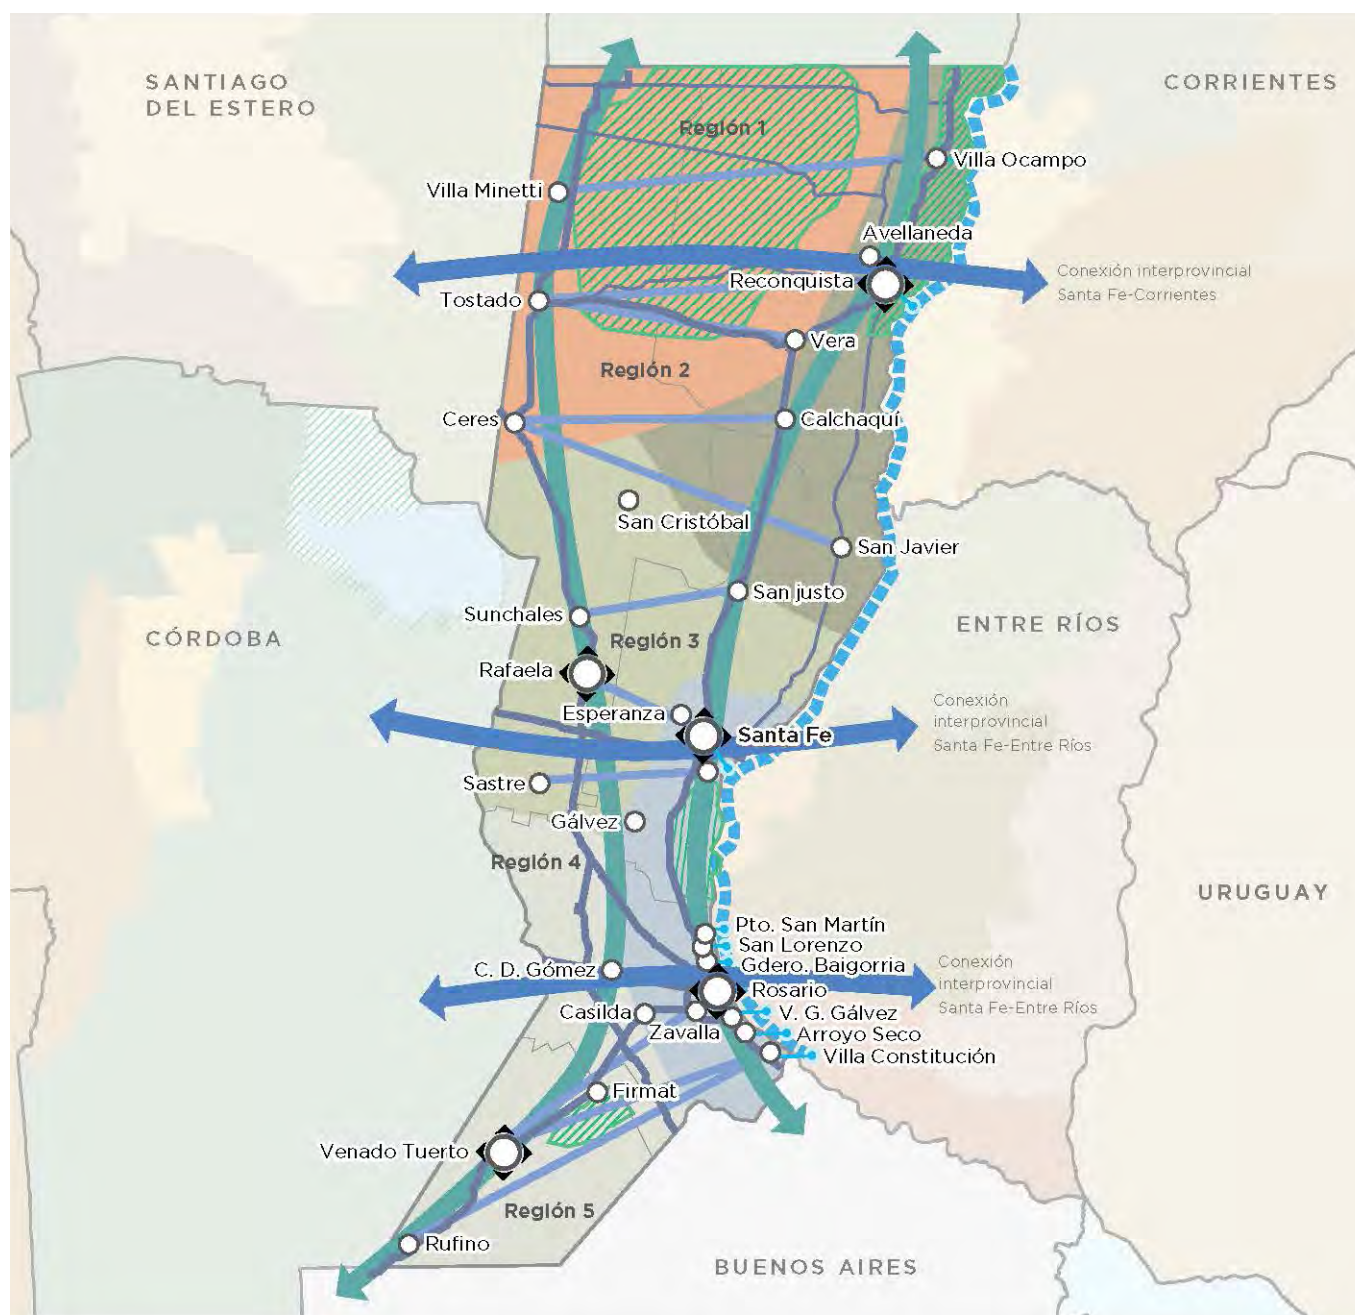 SANTIAGO
DEL ESTERO
CORRIENTES
Región 1
Villa Ocampo
Villa Minetti
Avellaneda
Conexión interprovincial
Santa Fe-Corrientes
Reconquista
Tostado
Vera
Región 2
Ceres
Calchaquí
San Cristóbal
San Javier
San justo
Sunchales
ENTRE RÍOS
CÓRDOBA
Región 3
Rafaela
Esperanza
Conexión
interprovincial
Santa Fe-Entre Ríos
Santa Fe
Sastre
Gálvez
Región 4
URUGUAY
Pto. San Martín
San Lorenzo
Gdero. Baigorria
C. D. Gómez
Conexión
interprovincial
Santa Fe-Entre Ríos
Rosario
Casilda
V. G. Gálvez
Zavalla
Arroyo Seco
Villa Constitución
Firmat
Venado Tuerto
Región 5
Rufino
BUENOS AIRES